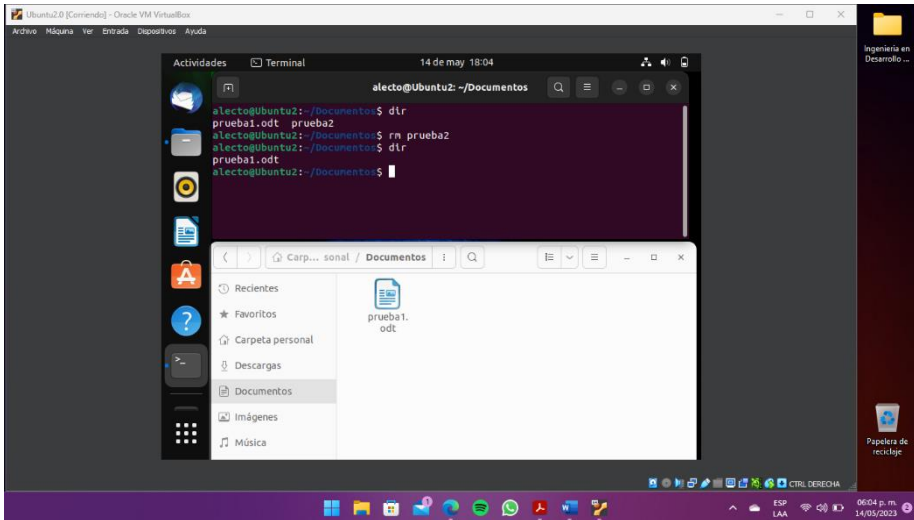 Ubuntu2.0 [Corriendo] - Oracle VM VirtualBox
Archivo Máquina Ver Entrada Dispositivos Ayuda
Ingenieria en
Desarrollo ...
Actividades Terminal 14 de may 18:04
alecto@Ubuntu2: ~/Documentos
alecto@Ubuntu2:~/Documentos$ dir
prueba1.odt prueba2
alecto@Ubuntu2:~/Documentos$ rm prueba2
alecto@Ubuntu2:~/Documentos$ dir
prueba1.odt
alecto@Ubuntu2:~/Documentos$
Carp... sonal / Documentos
Recientes
Favoritos
Carpeta personal
Descargas
Documentos
Imágenes
Música
prueba1.
odt
Papelera de
reciclaje
CTRL DERECHA
ESP
LAA
06:04 p. m.
14/05/2023
2